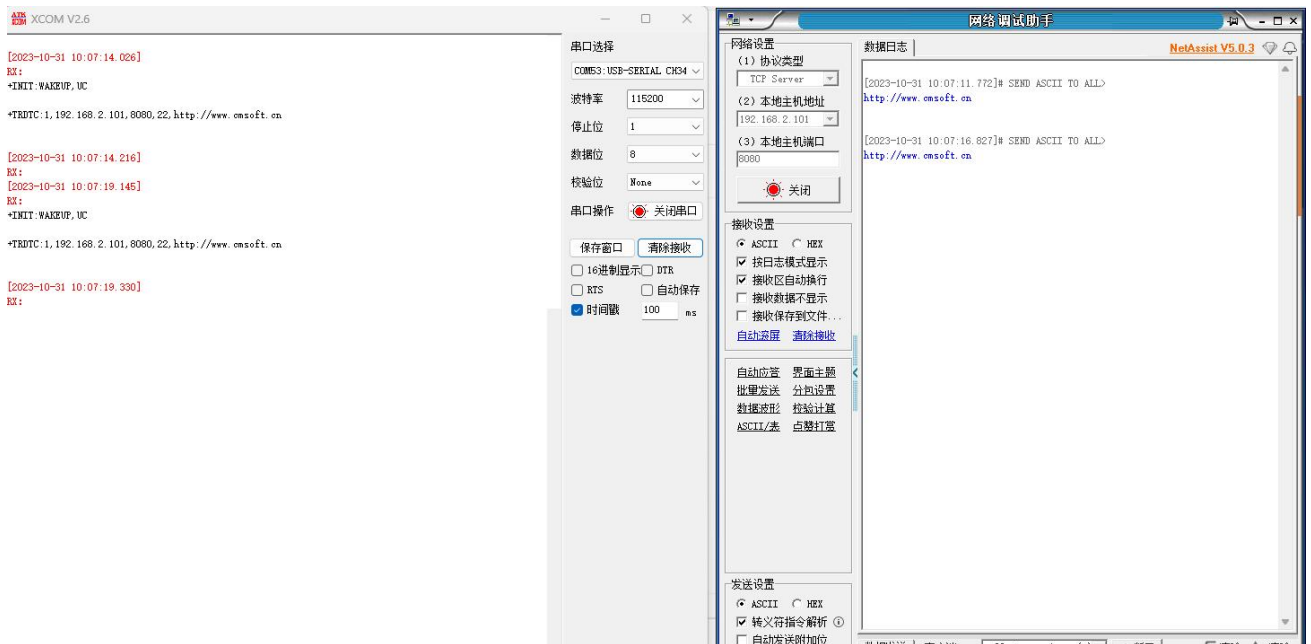 XCOM V2.6
[2023-10-31 10:07:14.026]
RX:
+INIT:WAKEUP,UC
+TRDTC:1,192.168.2.101,8080,22,http://www.cmsoft.cn
[2023-10-31 10:07:14.216]
RX:
[2023-10-31 10:07:19.145]
RX:
+INIT:WAKEUP,UC
+TRDTC:1,192.168.2.101,8080,22,http://www.cmsoft.cn
[2023-10-31 10:07:19.330]
RX:
串口选择
COM53:USB-SERIAL CH34
波特率 115200
停止位 1
数据位 8
校验位 None
串口操作 关闭串口
保存窗口 清除接收
16进制显示 DTR
RTS 自动保存
时间戳 100 ms
网络调试助手
网络设置
(1) 协议类型
TCP Server
(2) 本地主机地址
192.168.2.101
(3) 本地主机端口
8080
关闭
接收设置
ASCII HEX
按日志模式显示
接收区自动换行
接收数据不显示
接收保存到文件...
自动滚屏 清除接收
自动应答 界面主题
批量发送 分包设置
数据波形 校验计算
ASCII/表 点赞打赏
发送设置
ASCII HEX
转义符指令解析
自动发送附加位
数据日志 NetAssist V5.0.3
[2023-10-31 10:07:11.772]# SEND ASCII TO ALL>
http://www.cmsoft.cn
[2023-10-31 10:07:16.827]# SEND ASCII TO ALL>
http://www.cmsoft.cn